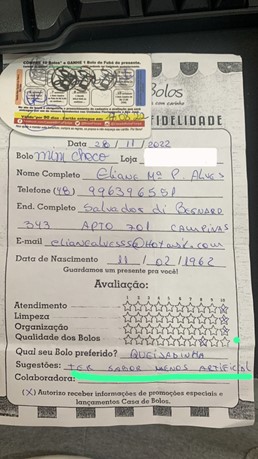 COMPRE 10 Bolos* e GANHE 1 Bolo de Fubá de presente.
Bolos
com carinho
FIDELIDADE
Data 28 / 11 / 2022
Bolo mini choco Loja
Nome Completo Eliane Mª P. Alves
Telefone (48) 996396551
End. Completo Salvador di Bernardi
343 APTO 701 CAMPINAS
E-mail elianealvesss@hotmail.com
Data de Nascimento 11 / 02 / 1962
Guardamos um presente pra você!
Avaliação:
1 2 3 4 5 6 7 8 9 10
Atendimento
Limpeza
Organização
Qualidade dos Bolos
Qual seu Bolo preferido? QUEIJADINHA
Sugestões: TER SABOR MENOS ARTIFICIAL
Colaboradora:
(X) Autorizo receber informações de promoções especiais e
lançamentos Casa de Bolos.